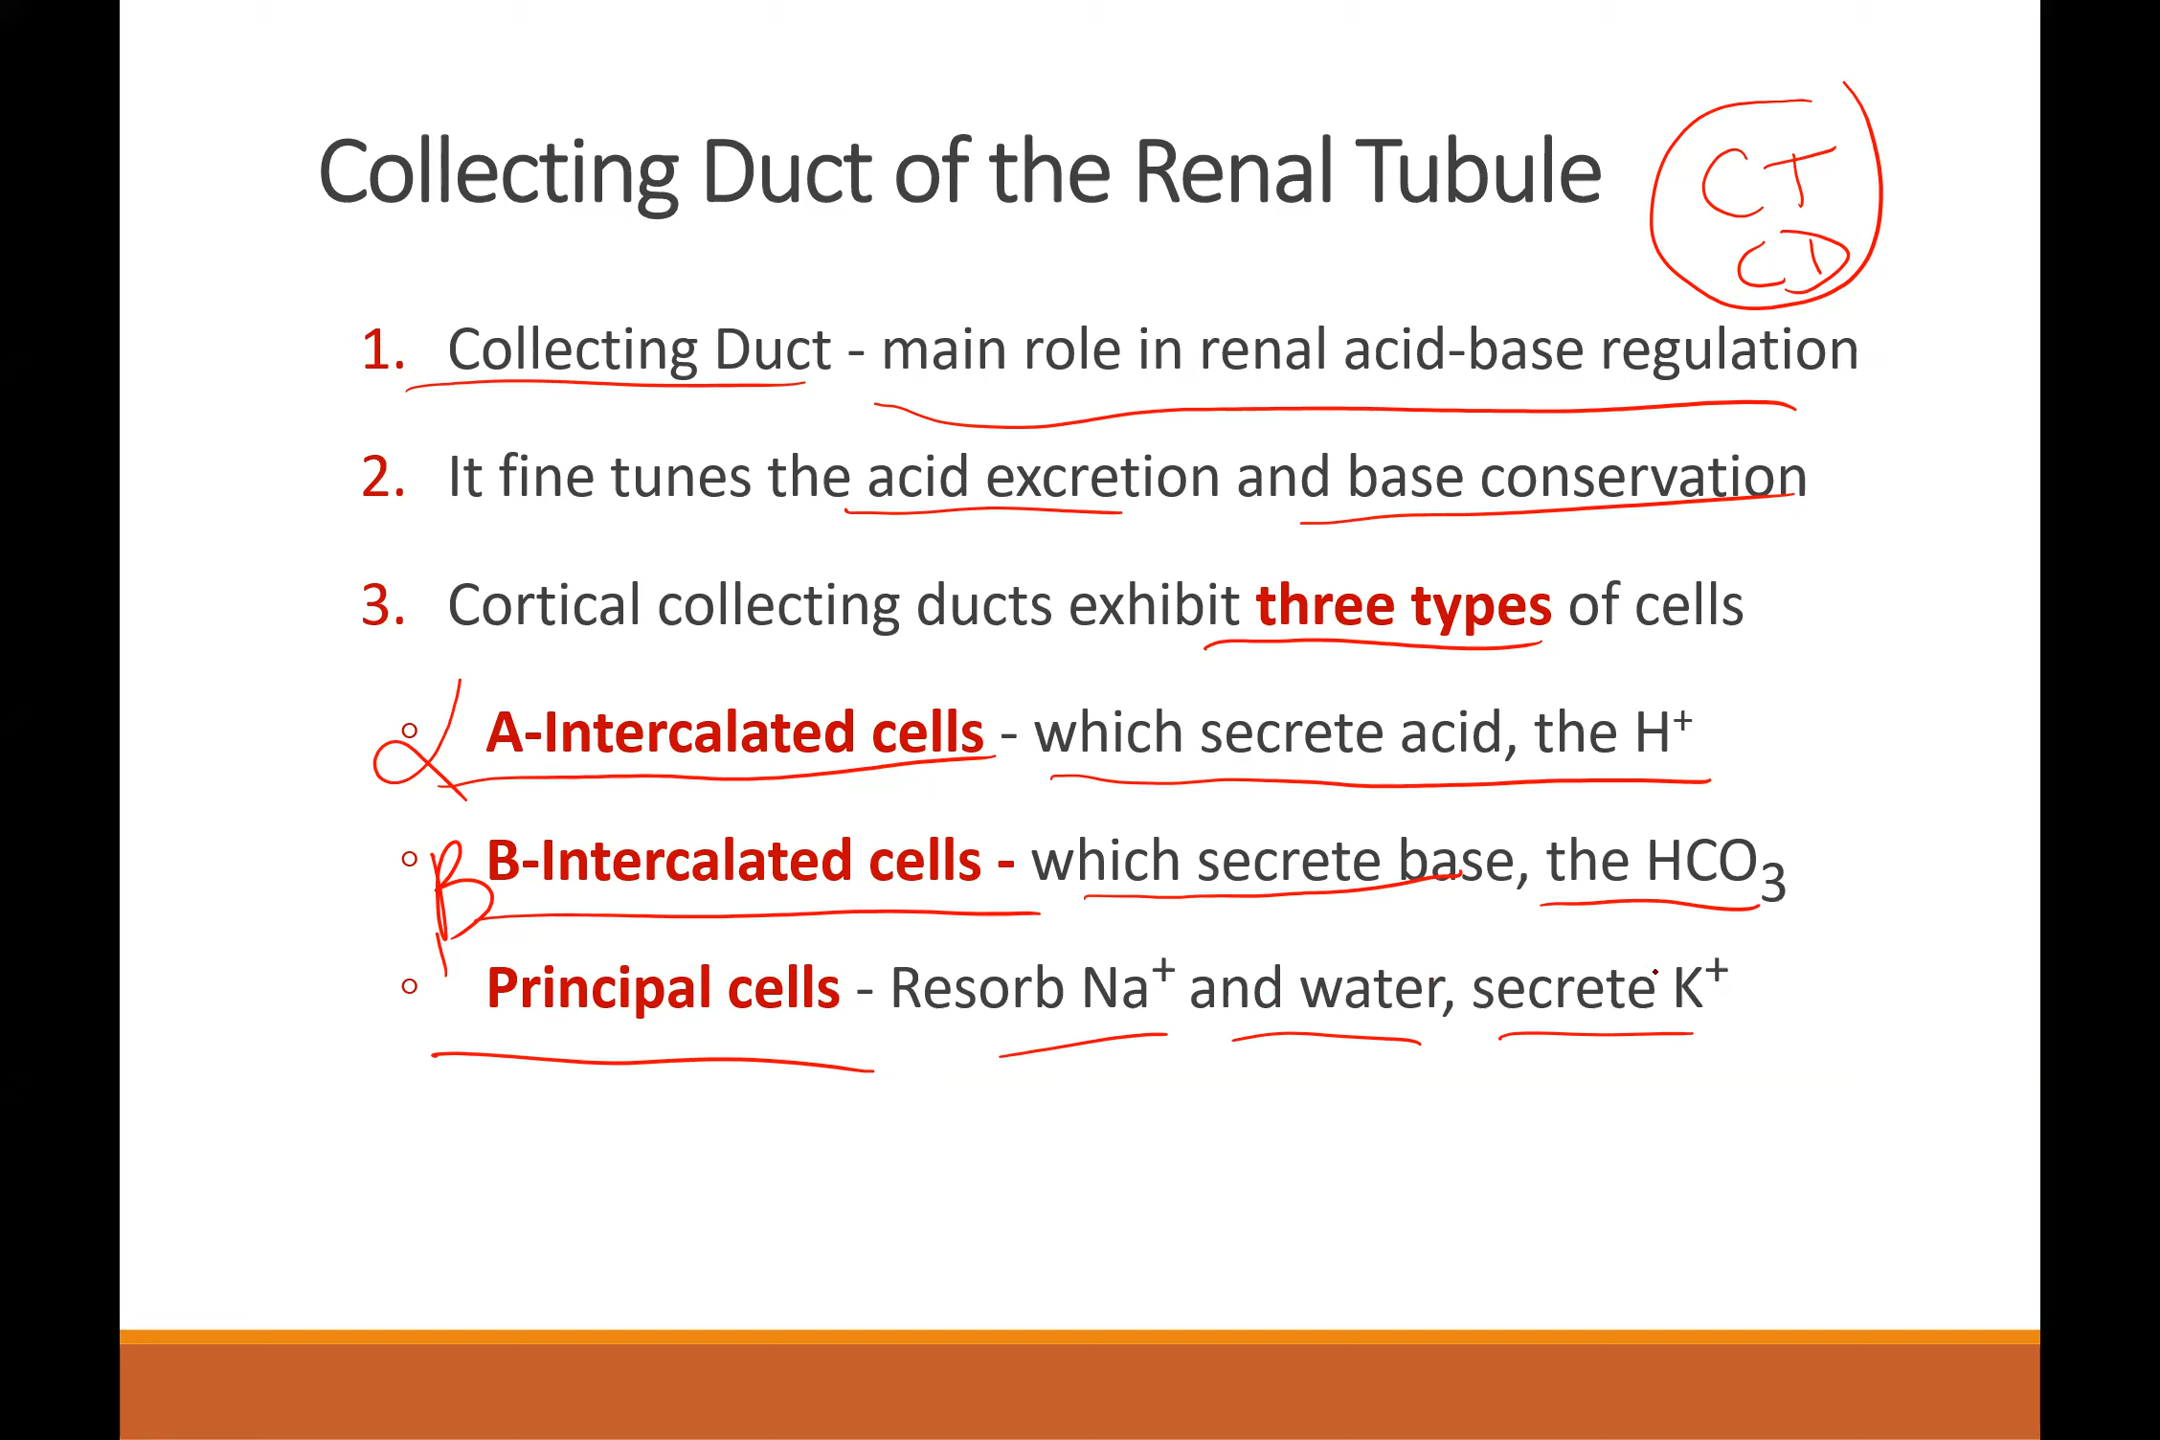 Collecting Duct of the Renal Tubule
CT
CD
1. Collecting Duct - main role in renal acid-base regulation
2. It fine tunes the acid excretion and base conservation
3. Cortical collecting ducts exhibit three types of cells
α ◦ A-Intercalated cells - which secrete acid, the H⁺
◦ β B-Intercalated cells - which secrete base, the HCO₃
◦ Principal cells - Resorb Na⁺ and water, secrete K⁺